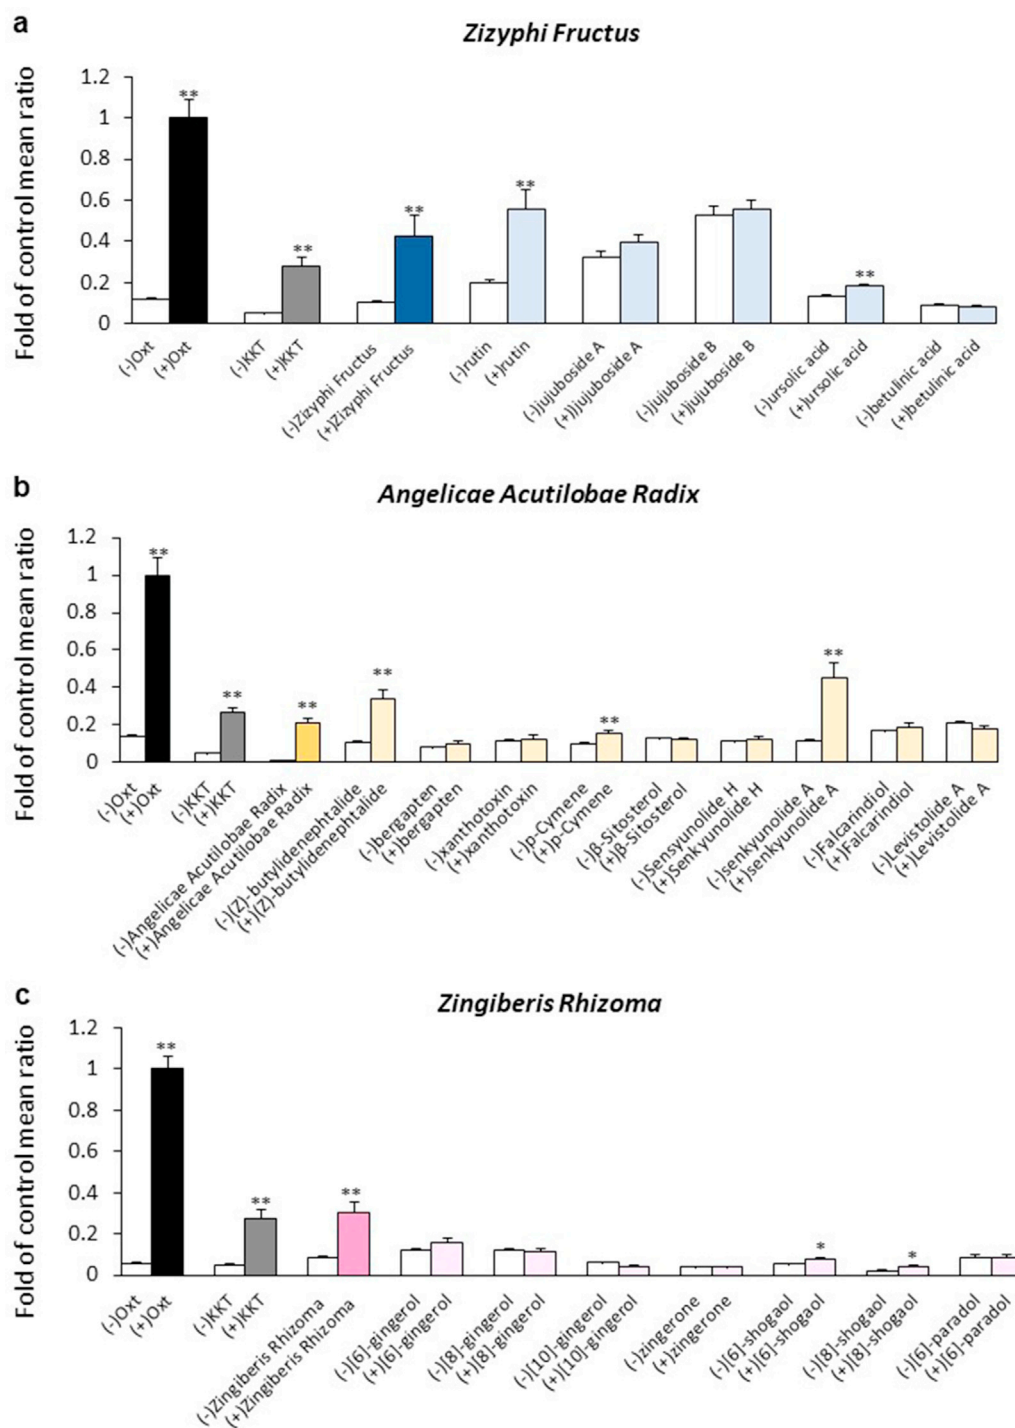 a
Zizyphi Fructus
Fold of control mean ratio
1.2
1
0.8
0.6
0.4
0.2
0
**
**
**
**
**
(-)Oxt
(+)Oxt
(-)KKT
(+)KKT
(-)Zizyphi Fructus
(+)Zizyphi Fructus
(-)rutin
(+)rutin
(-)jujuboside A
(+))jujuboside A
(-)jujuboside B
(+)jujuboside B
(-)ursolic acid
(+)ursolic acid
(-)betulinic acid
(+)betulinic acid
b
Angelicae Acutilobae Radix
Fold of control mean ratio
1.2
1
0.8
0.6
0.4
0.2
0
**
**
**
**
**
**
(-)Oxt
(+)Oxt
(-)KKT
(+)KKT
(-)Angelicae Acutilobae Radix
(+)Angelicae Acutilobae Radix
(-)(Z)-butylidenephtalide
(+)(Z)-butylidenephtalide
(-)bergapten
(+)bergapten
(-)xanthotoxin
(+)xanthotoxin
(-)p-Cymene
(+)p-Cymene
(-)β-Sitosterol
(+)β-Sitosterol
(-)Sensyunolide H
(+)Senkyunolide H
(-)senkyunolide A
(+)senkyunolide A
(-)Falcarindiol
(+)Falcarindiol
(-)Levistolide A
(+)Levistolide A
c
Zingiberis Rhizoma
Fold of control mean ratio
1.2
1
0.8
0.6
0.4
0.2
0
**
**
**
*
*
(-)Oxt
(+)Oxt
(-)KKT
(+)KKT
(-)Zingiberis Rhizoma
(+)Zingiberis Rhizoma
(-)[6]-gingerol
(+)[6]-gingerol
(-)[8]-gingerol
(+)[8]-gingerol
(-)[10]-gingerol
(+)[10]-gingerol
(-)zingerone
(+)zingerone
(-)[6]-shogaol
(+)[6]-shogaol
(-)[8]-shogaol
(+)[8]-shogaol
(-)[6]-paradol
(+)[6]-paradol